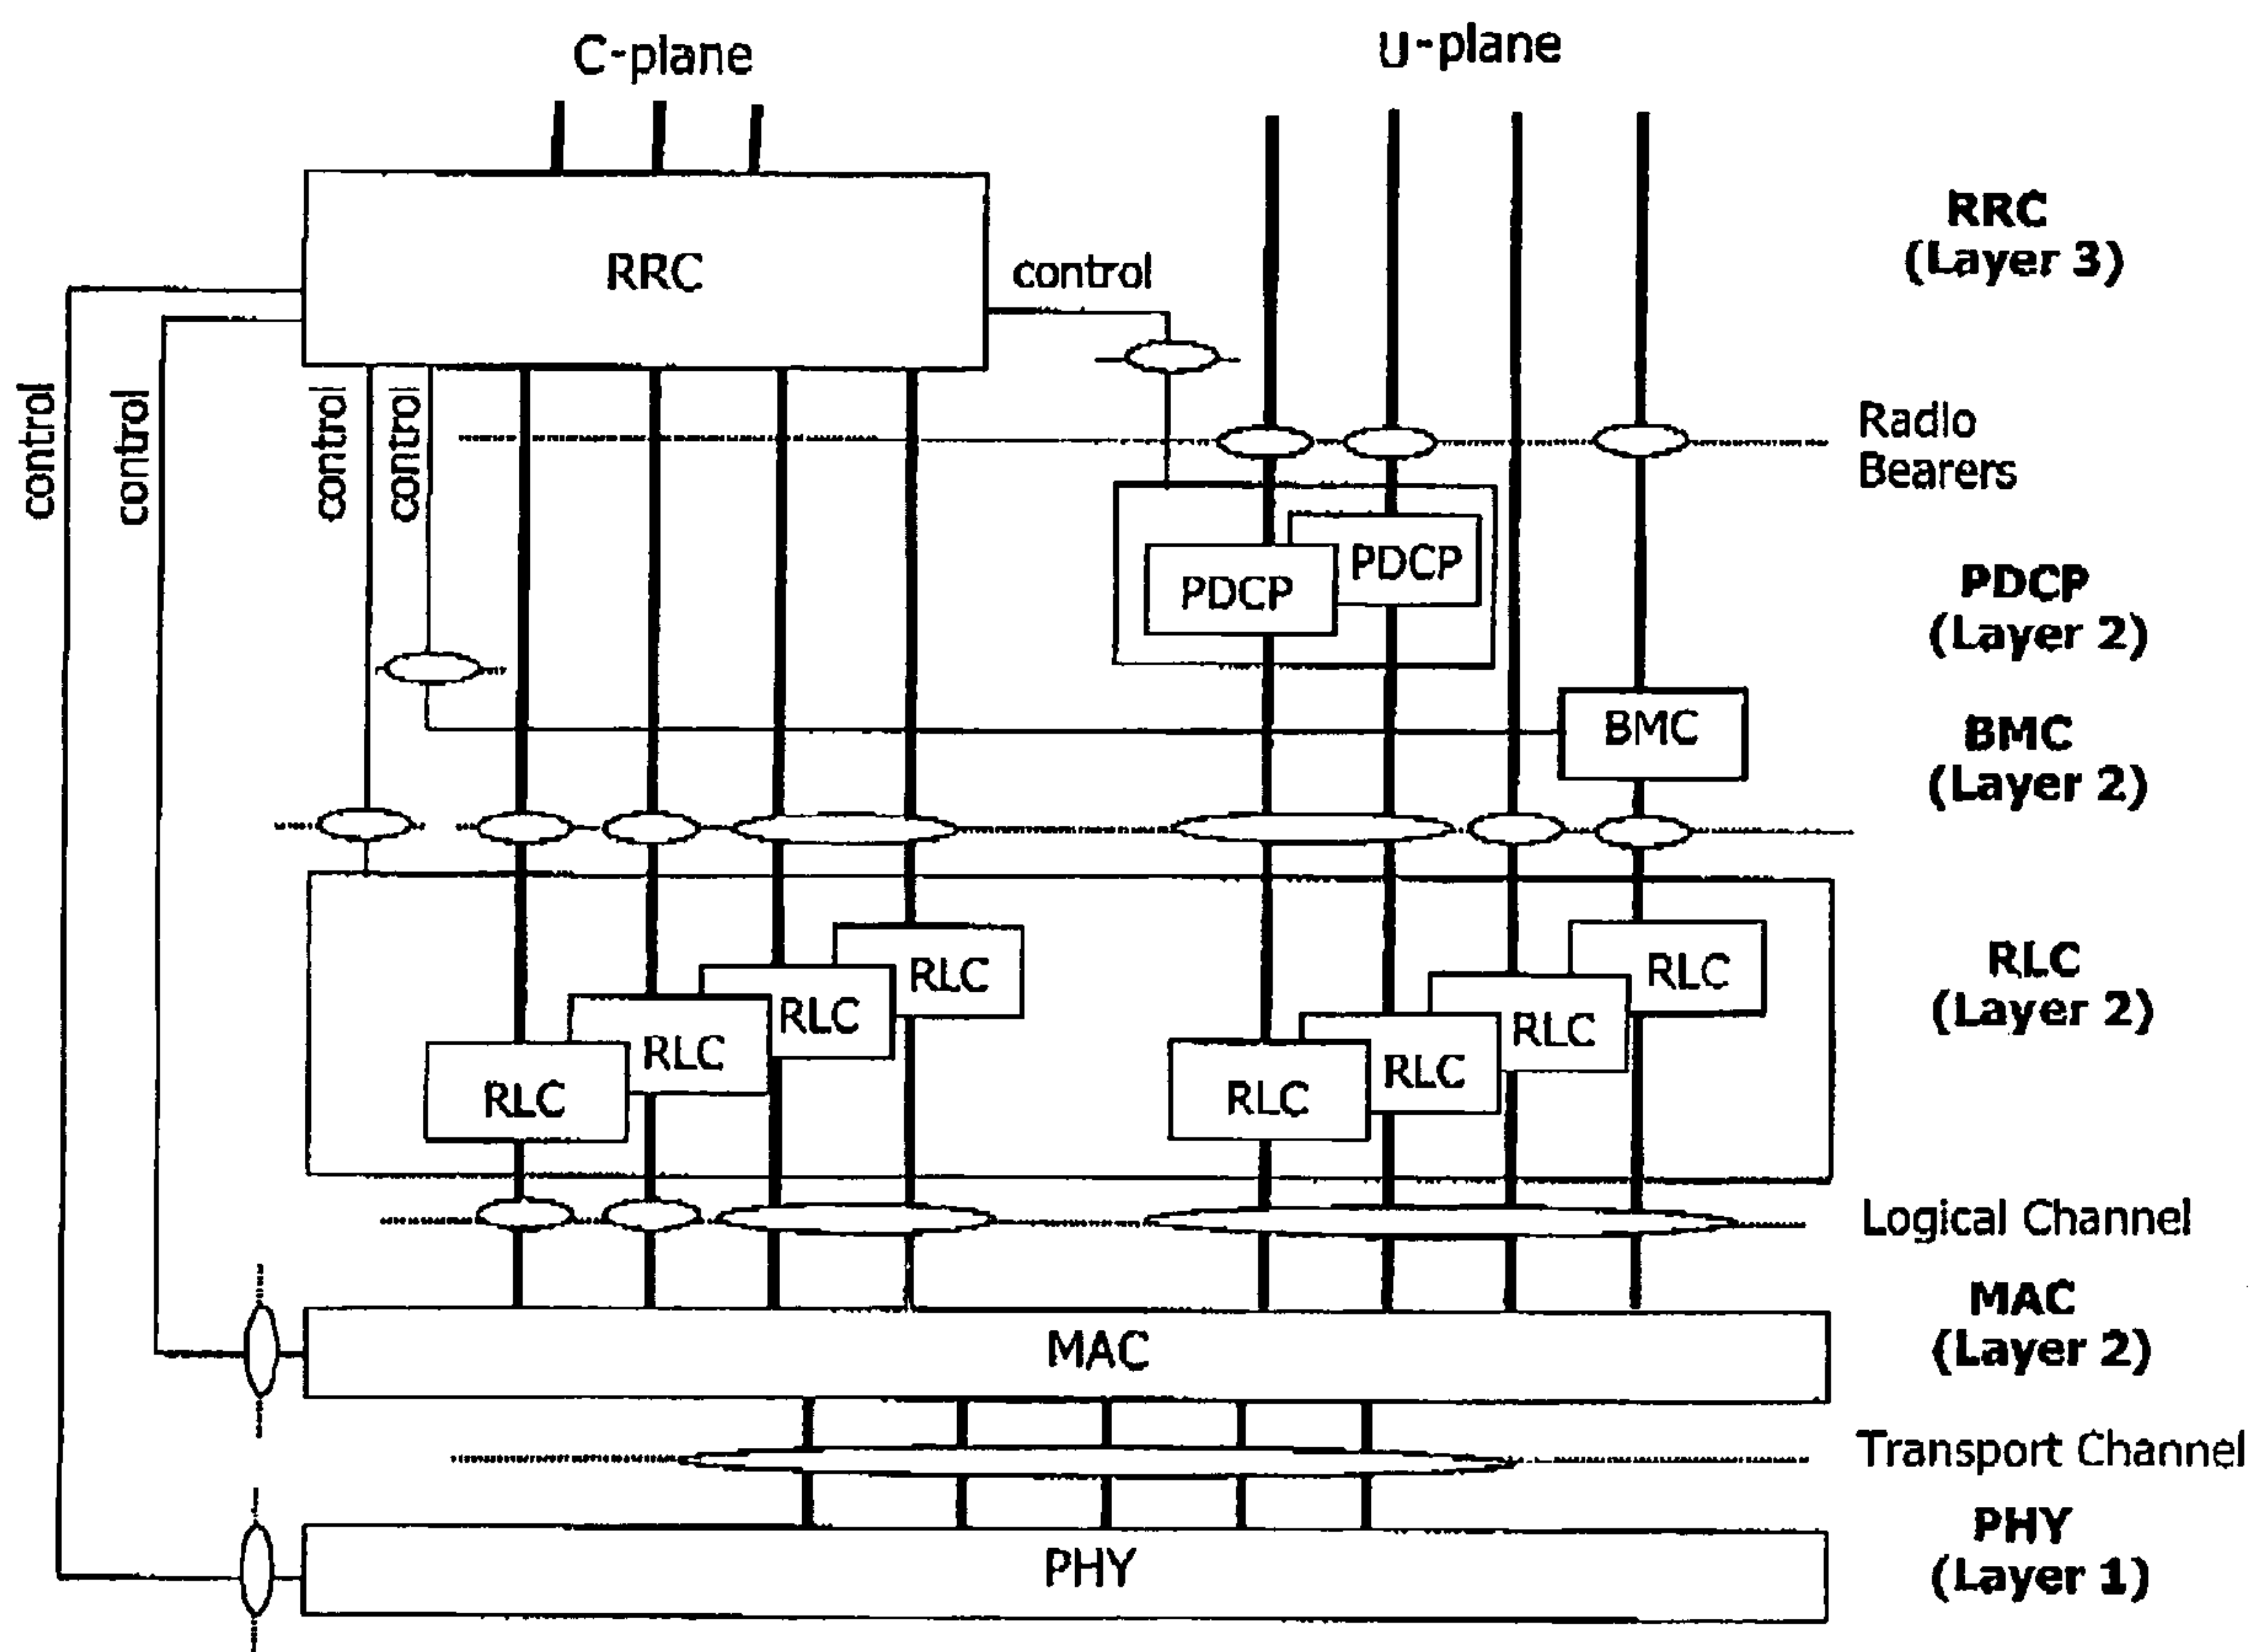 C-plane
U-plane
RRC
control
RRC
(Layer 3)
control
control
control
control
Radio
Bearers
PDCP
PDCP
PDCP
(Layer 2)
BMC
BMC
(Layer 2)
RLC
RLC
RLC
RLC
RLC
RLC
RLC
RLC
RLC
(Layer 2)
Logical Channel
MAC
MAC
(Layer 2)
Transport Channel
PHY
PHY
(Layer 1)